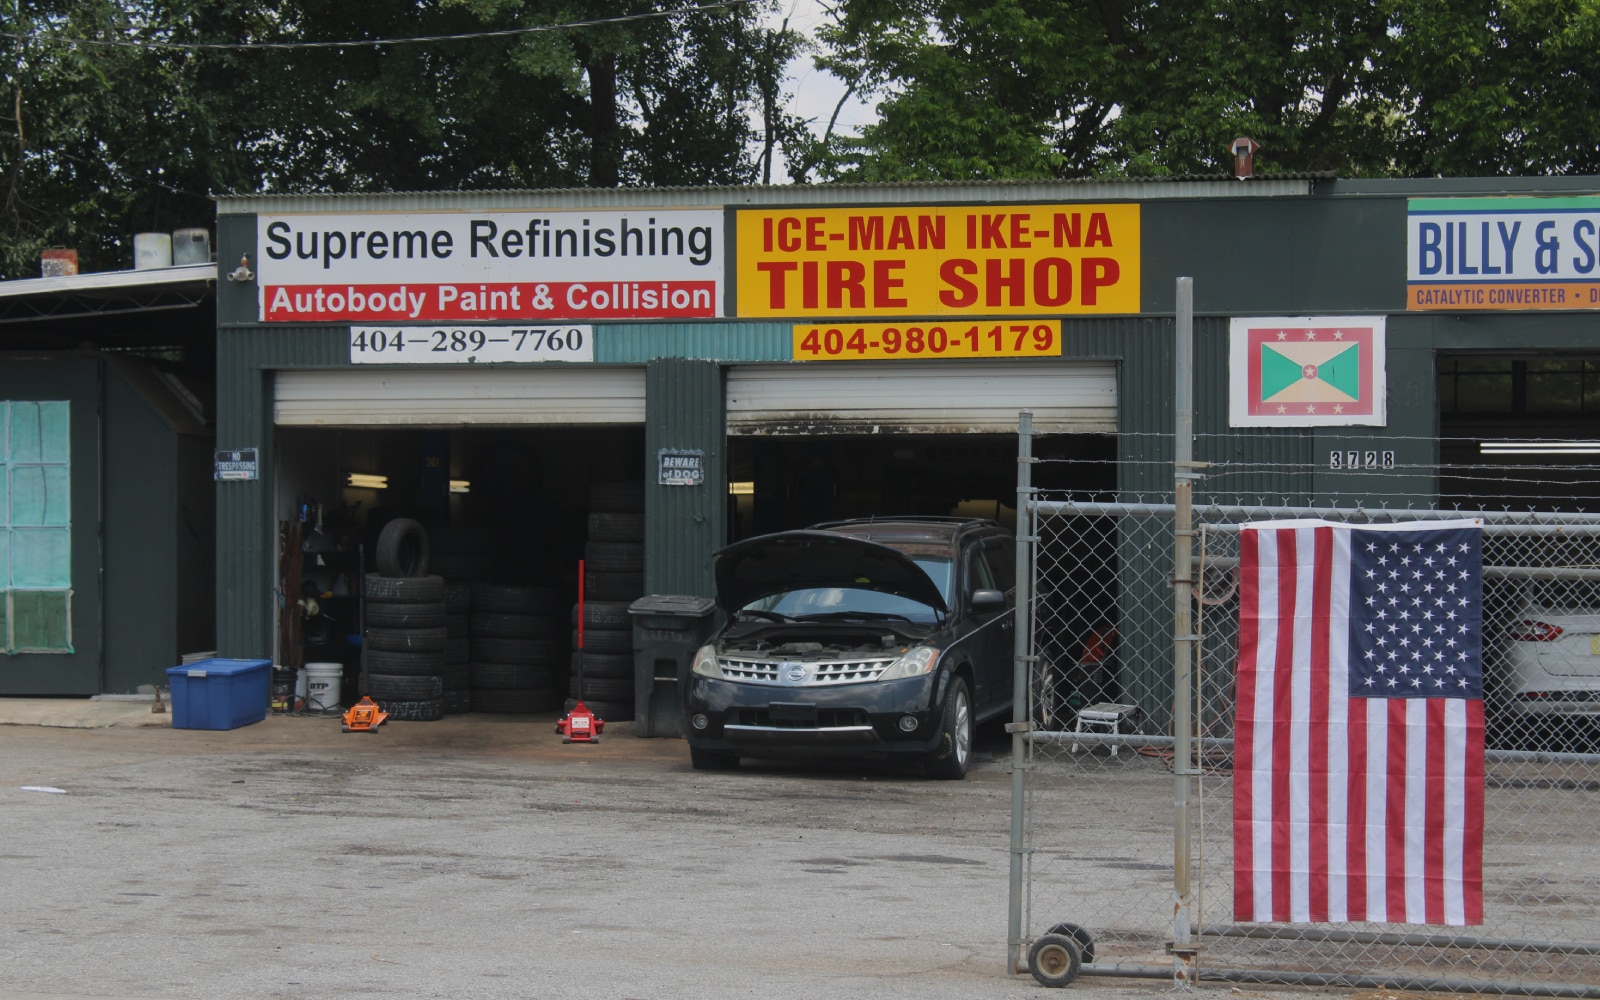 Supreme Refinishing
Autobody Paint & Collision
404-289-7760
ICE-MAN IKE-NA
TIRE SHOP
404-980-1179
BILLY & S
CATALYTIC CONVERTER •
3728
NO
TRESPASSING
BEWARE
of DOG